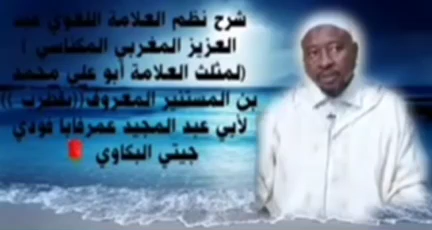 شرح نظم العلامة اللغوي عبد
العزيز المغربي المكناسي )
(لمثلث العلامة أبو علي محمد
بن المستنير المعروف((بقطرب ))
لأبي عبد المجيد عمرفابا فودي
جيتي البكاوي